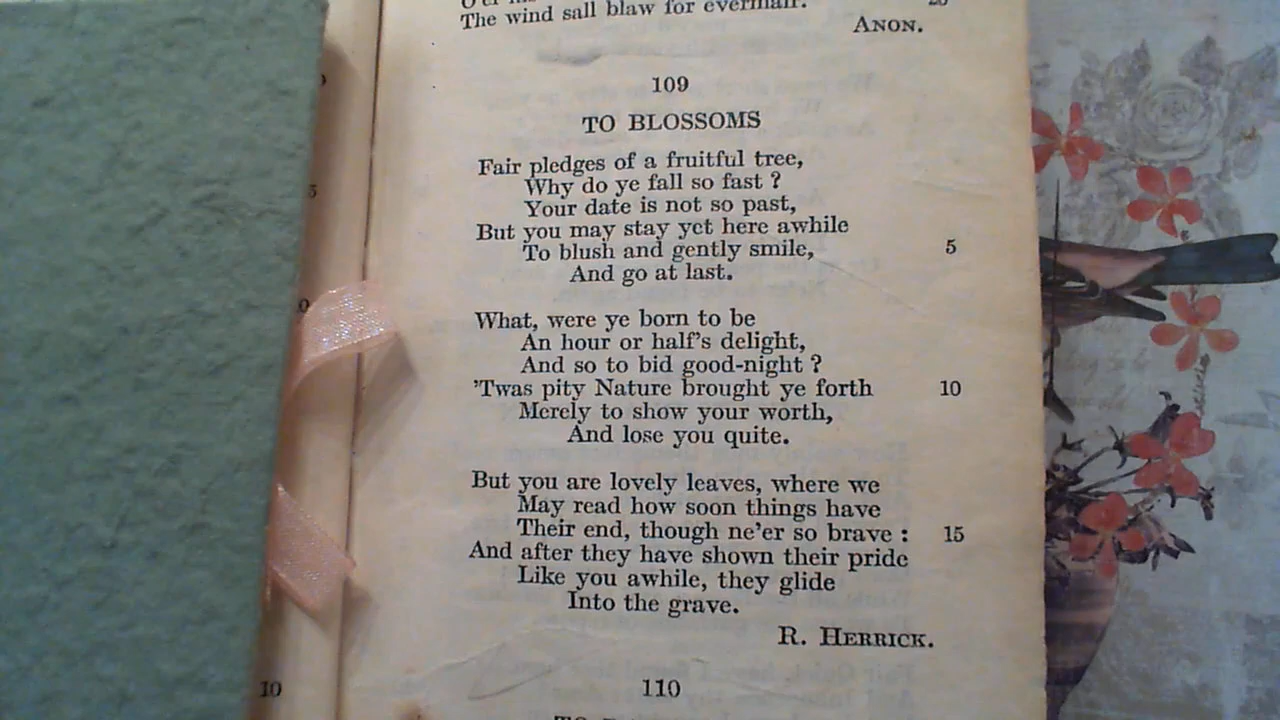 The wind sall blaw for evermair.
ANON.
109
TO BLOSSOMS
Fair pledges of a fruitful tree,
Why do ye fall so fast ?
Your date is not so past,
But you may stay yet here awhile
To blush and gently smile, 5
And go at last.
What, were ye born to be
An hour or half's delight,
And so to bid good-night ?
'Twas pity Nature brought ye forth 10
Merely to show your worth,
And lose you quite.
But you are lovely leaves, where we
May read how soon things have
Their end, though ne'er so brave : 15
And after they have shown their pride
Like you awhile, they glide
Into the grave.
R. HERRICK.
10
110